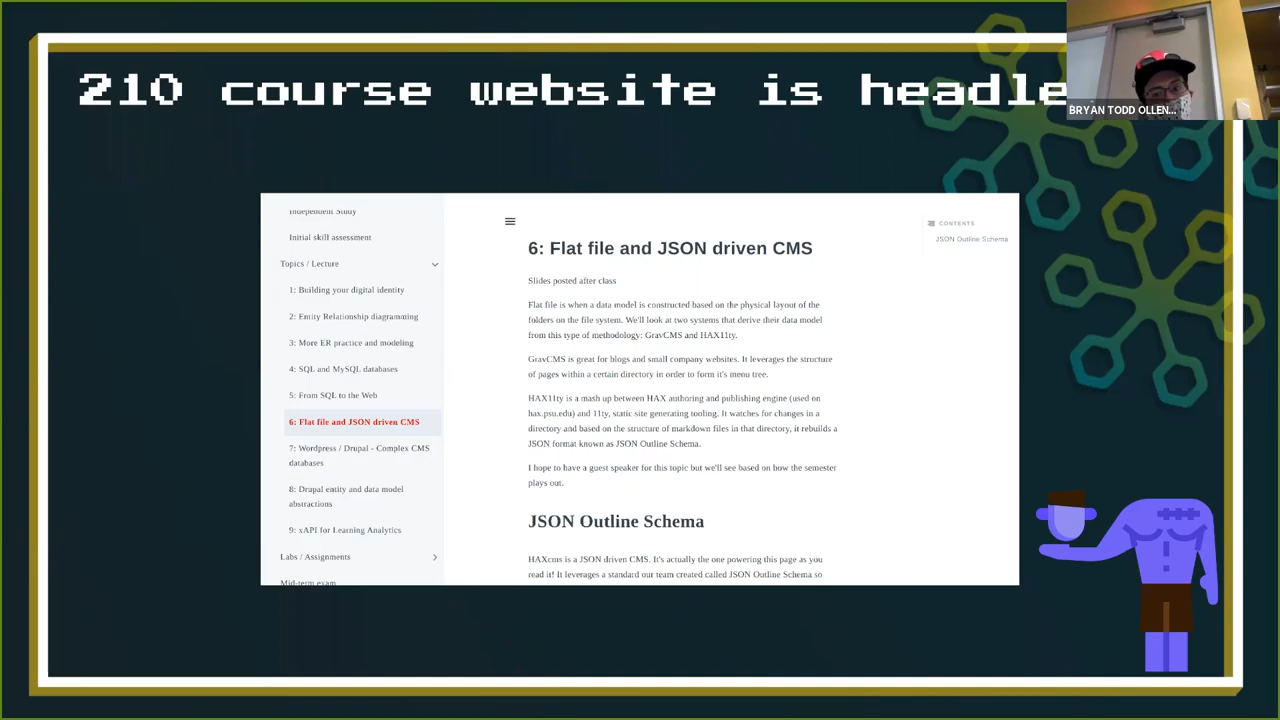 210 course website is headle
BRYAN TODD OLLEN...
Independent Study
Initial skill assessment
Topics / Lecture
1: Building your digital identity
2: Entity Relationship diagramming
3: More ER practice and modeling
4: SQL and MySQL databases
5: From SQL to the Web
6: Flat file and JSON driven CMS
7: Wordpress / Drupal - Complex CMS
databases
8: Drupal entity and data model
abstractions
9: xAPI for Learning Analytics
Labs / Assignments
Mid-term exam
6: Flat file and JSON driven CMS
Slides posted after class
Flat file is when a data model is constructed based on the physical layout of the
folders on the file system. We'll look at two systems that derive their data model
from this type of methodology: GravCMS and HAX11ty.
GravCMS is great for blogs and small company websites. It leverages the structure
of pages within a certain directory in order to form it's menu tree.
HAX11ty is a mash up between HAX authoring and publishing engine (used on
hax.psu.edu) and 11ty, static site generating tooling. It watches for changes in a
directory and based on the structure of markdown files in that directory, it rebuilds a
JSON format known as JSON Outline Schema.
I hope to have a guest speaker for this topic but we'll see based on how the semester
plays out.
JSON Outline Schema
HAXcms is a JSON driven CMS. It's actually the one powering this page as you
read it! It leverages a standard our team created called JSON Outline Schema so
CONTENTS
JSON Outline Schema